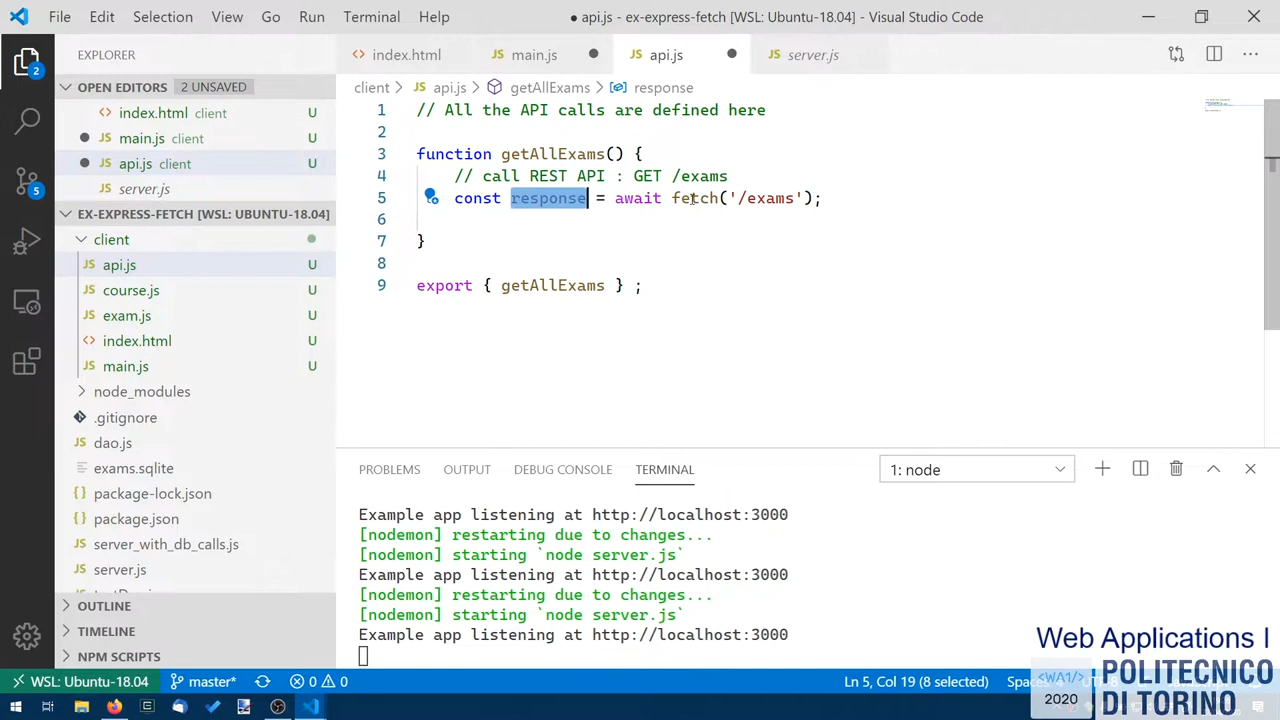 File Edit Selection View Go Run Terminal Help
● api.js - ex-express-fetch [WSL: Ubuntu-18.04] - Visual Studio Code
EXPLORER
OPEN EDITORS 2 UNSAVED
index.html client U
main.js client U
api.js client U
server.js U
EX-EXPRESS-FETCH [WSL: UBUNTU-18.04]
client
api.js U
course.js U
exam.js U
index.html U
main.js U
node_modules
.gitignore U
dao.js U
exams.sqlite U
package-lock.json U
package.json U
server_with_db_calls.js U
server.js U
OUTLINE
TIMELINE
NPM SCRIPTS
2
5
index.html
main.js
api.js
server.js
client > api.js > getAllExams > response
1 // All the API calls are defined here
2
3 function getAllExams() {
4 // call REST API : GET /exams
5 const response = await fetch('/exams');
6
7 }
8
9 export { getAllExams } ;
PROBLEMS OUTPUT DEBUG CONSOLE TERMINAL
1: node
Example app listening at http://localhost:3000
[nodemon] restarting due to changes...
[nodemon] starting `node server.js`
Example app listening at http://localhost:3000
[nodemon] restarting due to changes...
[nodemon] starting `node server.js`
Example app listening at http://localhost:3000
WSL: Ubuntu-18.04 master* 0 0
Ln 5, Col 19 (8 selected)
Web Applications I
<WA1/>
2020
POLITECNICO
DI TORINO